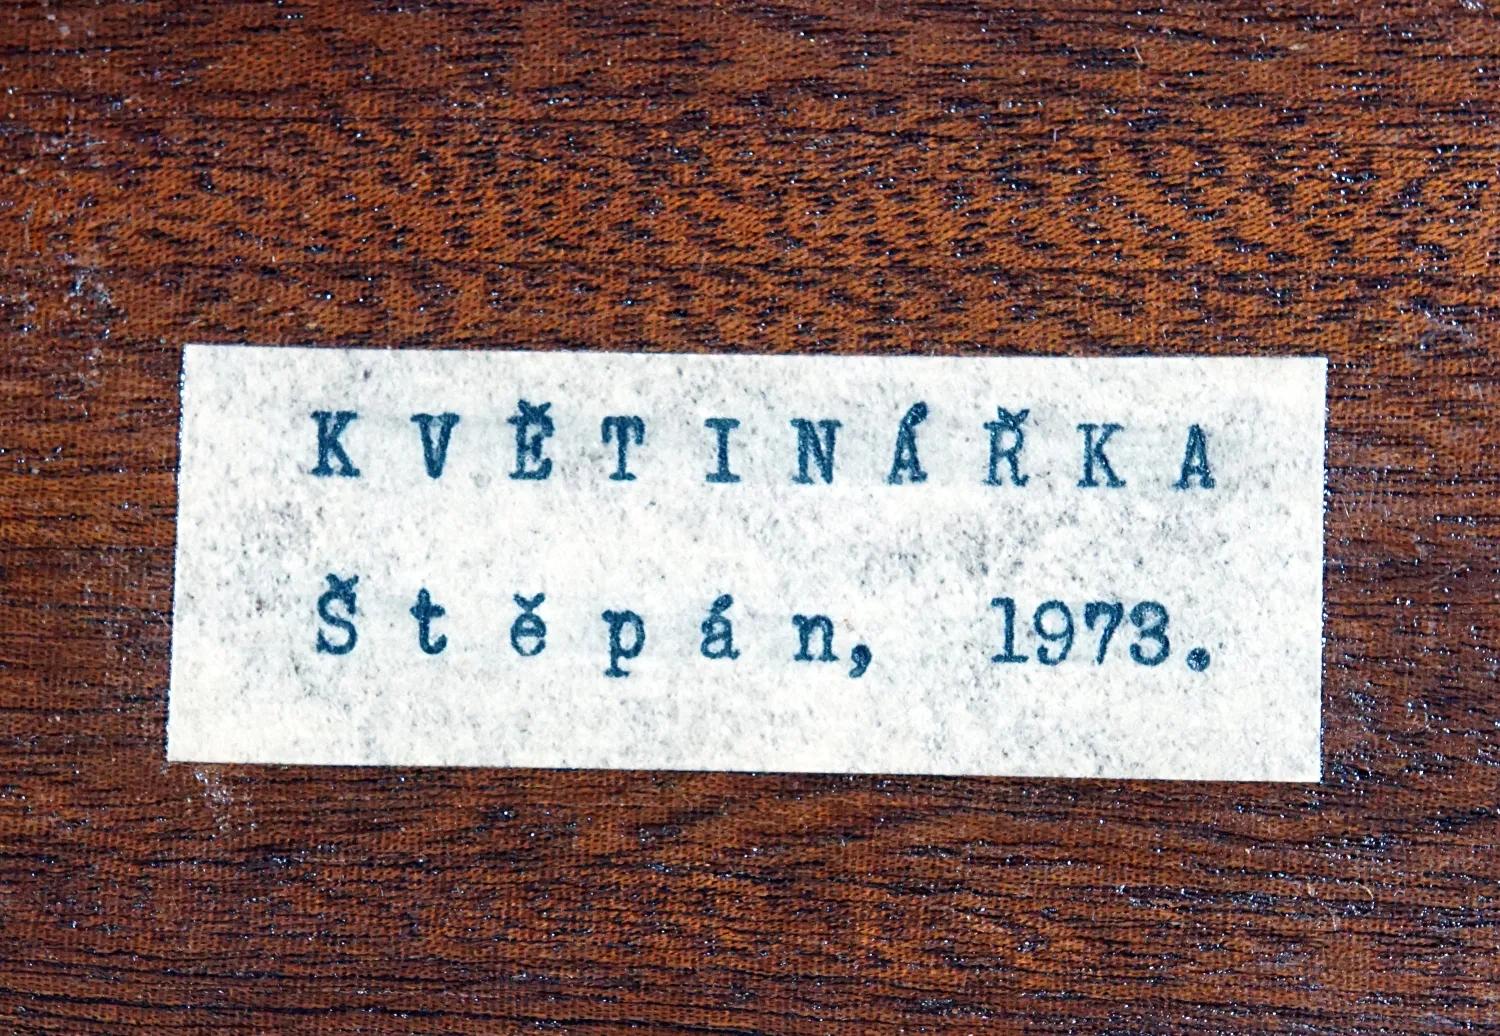 KVĚTINÁŘKA
Štěpán, 1973.